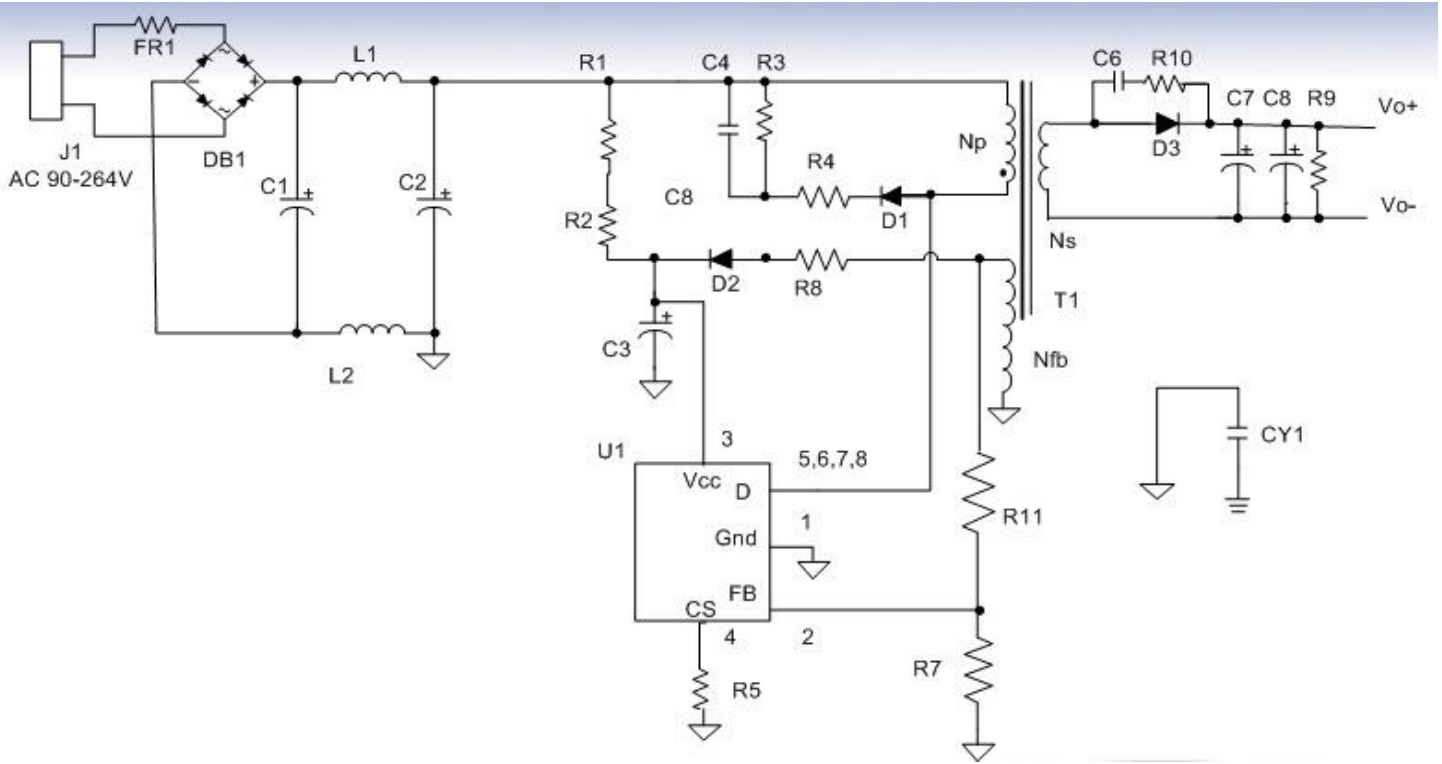 FR1
L1
R1
C4
R3
C6
R10
C7
C8
R9
Vo+
J1
AC 90-264V
DB1
C1
C2
Np
D3
R4
C8
D1
R2
Vo-
Ns
D2
R8
T1
C3
L2
Nfb
CY1
U1
3
5,6,7,8
Vcc
D
1
R11
Gnd
FB
CS
4
2
R7
R5
~
~
-
+
+
+
+
+
+